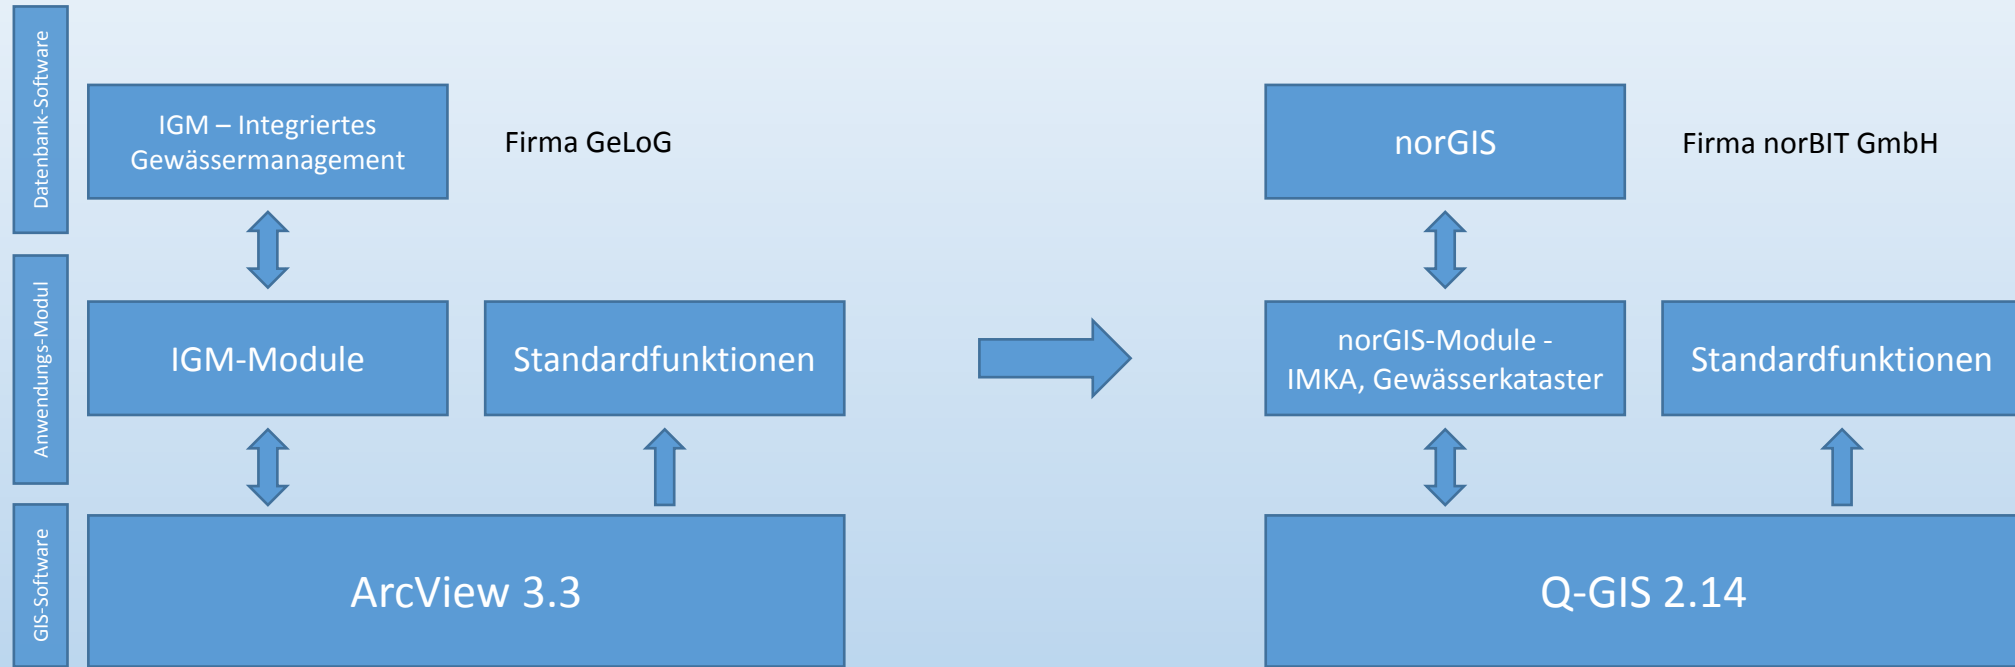 Datenbank-Software
IGM – Integriertes
Gewässermanagement
Firma GeLoG
norGIS
Firma norBIT GmbH
Anwendungs-Modul
IGM-Module
Standardfunktionen
norGIS-Module -
IMKA, Gewässerkataster
Standardfunktionen
GIS-Software
ArcView 3.3
Q-GIS 2.14